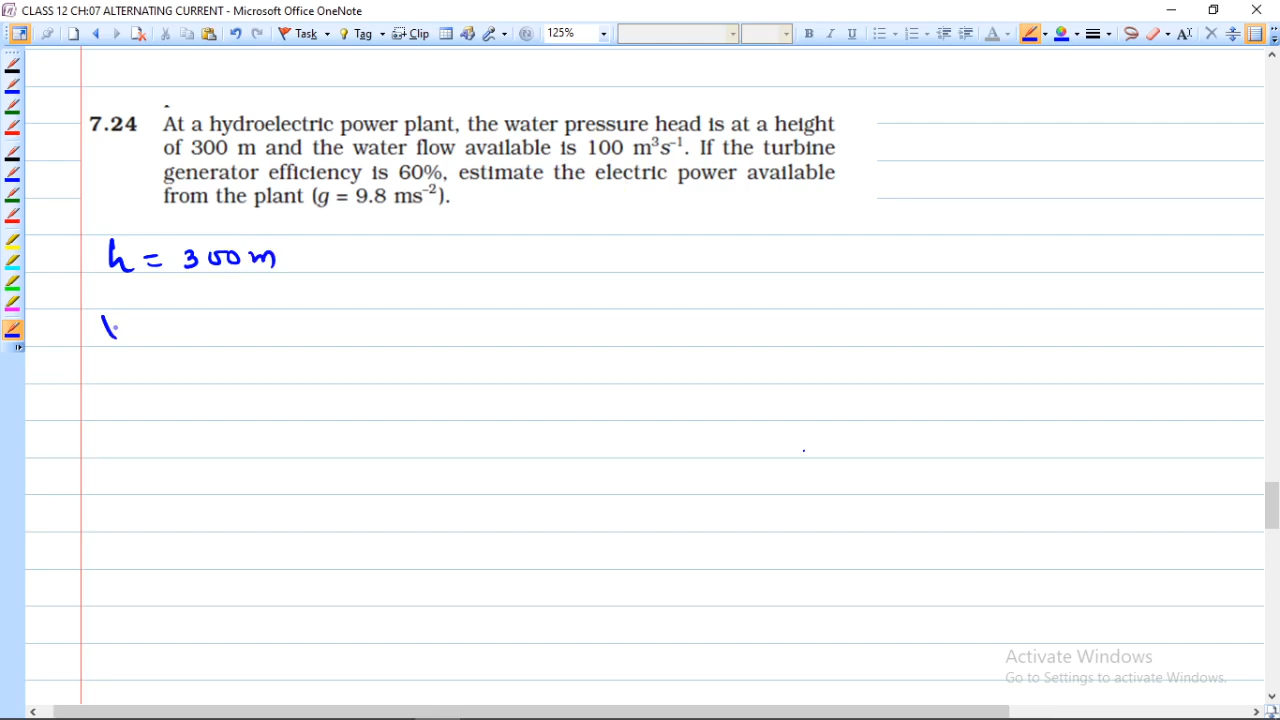 CLASS 12 CH:07 ALTERNATING CURRENT - Microsoft Office OneNote
Task Tag Clip 125% B I U
7.24 At a hydroelectric power plant, the water pressure head is at a height
of 300 m and the water flow available is 100 m³s⁻¹. If the turbine
generator efficiency is 60%, estimate the electric power available
from the plant (g = 9.8 ms⁻²).
h = 300 m
Activate Windows
Go to Settings to activate Windows.